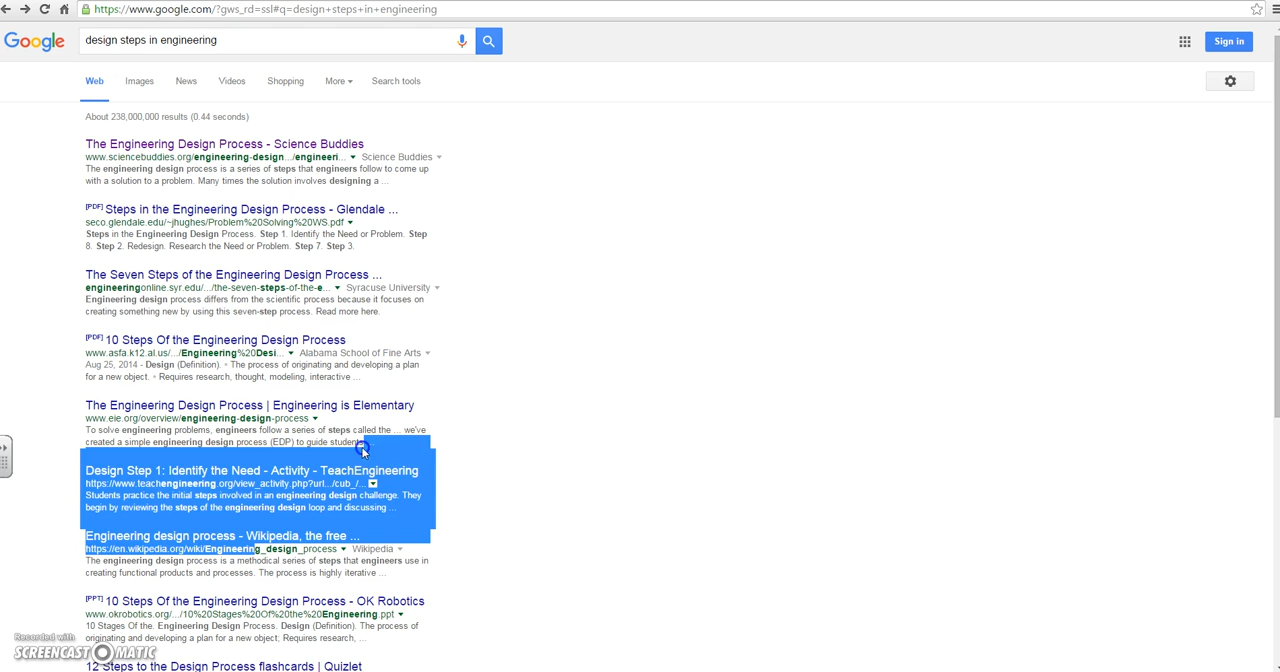 https://www.google.com/?gws_rd=ssl#q=design+steps+in+engineering
Google design steps in engineering Sign in
Web Images News Videos Shopping More Search tools
About 238,000,000 results (0.44 seconds)
The Engineering Design Process - Science Buddies
www.sciencebuddies.org/engineering-design.../engineeri... Science Buddies
The engineering design process is a series of steps that engineers follow to come up
with a solution to a problem. Many times the solution involves designing a ...
[PDF] Steps in the Engineering Design Process - Glendale ...
seco.glendale.edu/~jhughes/Problem%20Solving%20WS.pdf
Steps in the Engineering Design Process. Step 1. Identify the Need or Problem. Step
8. Step 2. Redesign. Research the Need or Problem. Step 7. Step 3.
The Seven Steps of the Engineering Design Process ...
engineeringonline.syr.edu/.../the-seven-steps-of-the-e... Syracuse University
Engineering design process differs from the scientific process because it focuses on
creating something new by using this seven-step process. Read more here.
[PDF] 10 Steps Of the Engineering Design Process
www.asfa.k12.al.us/.../Engineering%20Desi... Alabama School of Fine Arts
Aug 25, 2014 - Design (Definition). • The process of originating and developing a plan
for a new object. • Requires research, thought, modeling, interactive ...
The Engineering Design Process | Engineering is Elementary
www.eie.org/overview/engineering-design-process
To solve engineering problems, engineers follow a series of steps called the ... we've
created a simple engineering design process (EDP) to guide students
Design Step 1: Identify the Need - Activity - TeachEngineering
https://www.teachengineering.org/view_activity.php?url.../cub_/...
Students practice the initial steps involved in an engineering design challenge. They
begin by reviewing the steps of the engineering design loop and discussing ...
Engineering design process - Wikipedia, the free ...
https://en.wikipedia.org/wiki/Engineering_design_process Wikipedia
The engineering design process is a methodical series of steps that engineers use in
creating functional products and processes. The process is highly iterative ...
[PPT] 10 Steps Of the Engineering Design Process - OK Robotics
www.okrobotics.org/.../10%20Stages%20Of%20the%20Engineering.ppt
10 Stages Of the. Engineering Design Process. Design (Definition). The process of
originating and developing a plan for a new object; Requires research, ...
Recorded with
SCREENCAST MATIC
12 Steps to the Design Process flashcards | Quizlet